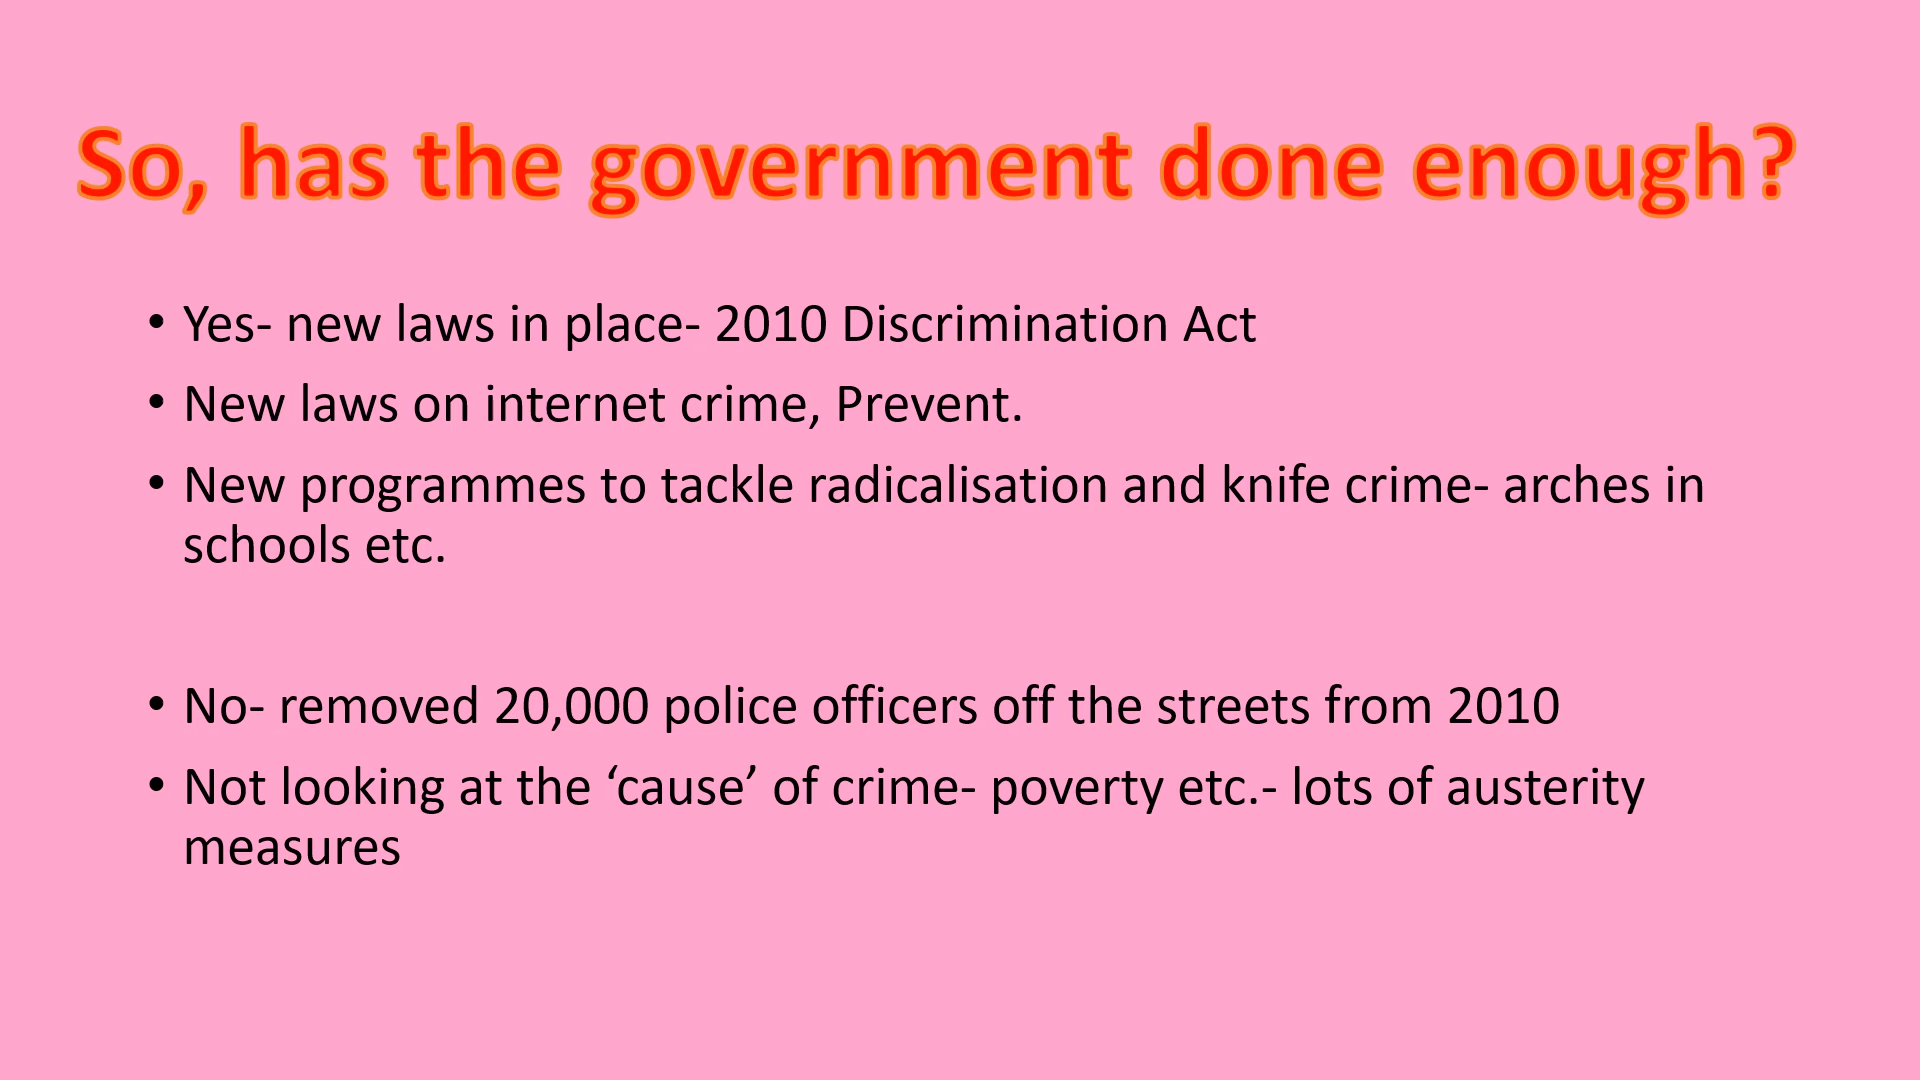 So, has the government done enough?
• Yes- new laws in place- 2010 Discrimination Act
• New laws on internet crime, Prevent.
• New programmes to tackle radicalisation and knife crime- arches in
schools etc.
• No- removed 20,000 police officers off the streets from 2010
• Not looking at the ‘cause’ of crime- poverty etc.- lots of austerity
measures